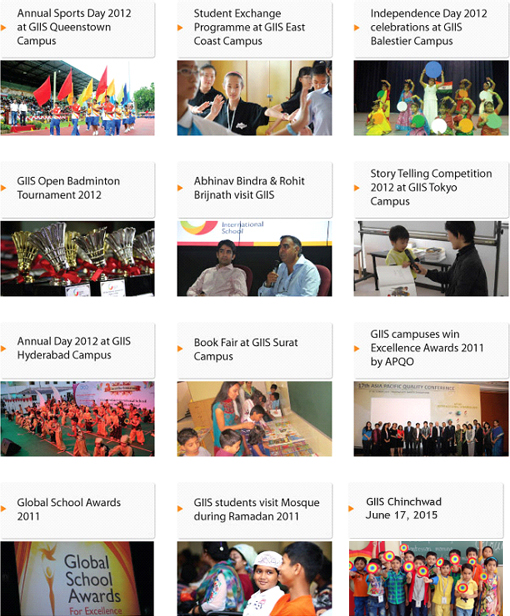 Annual Sports Day 2012
at GIIS Queenstown
Campus
Student Exchange
Programme at GIIS East
Coast Campus
Independence Day 2012
celebrations at GIIS
Balestier Campus
GIIS Open Badminton
Tournament 2012
Abhinav Bindra & Rohit
Brijnath visit GIIS
Story Telling Competition
2012 at GIIS Tokyo
Campus
International
School
Annual Day 2012 at GIIS
Hyderabad Campus
Book Fair at GIIS Surat
Campus
GIIS campuses win
Excellence Awards 2011
by APQO
17th ASIA PACIFIC QUALITY CONFERENCE
Global School Awards
2011
GIIS students visit Mosque
during Ramadan 2011
GIIS Chinchwad
June 17, 2015
Global
School
Awards
For Excellence